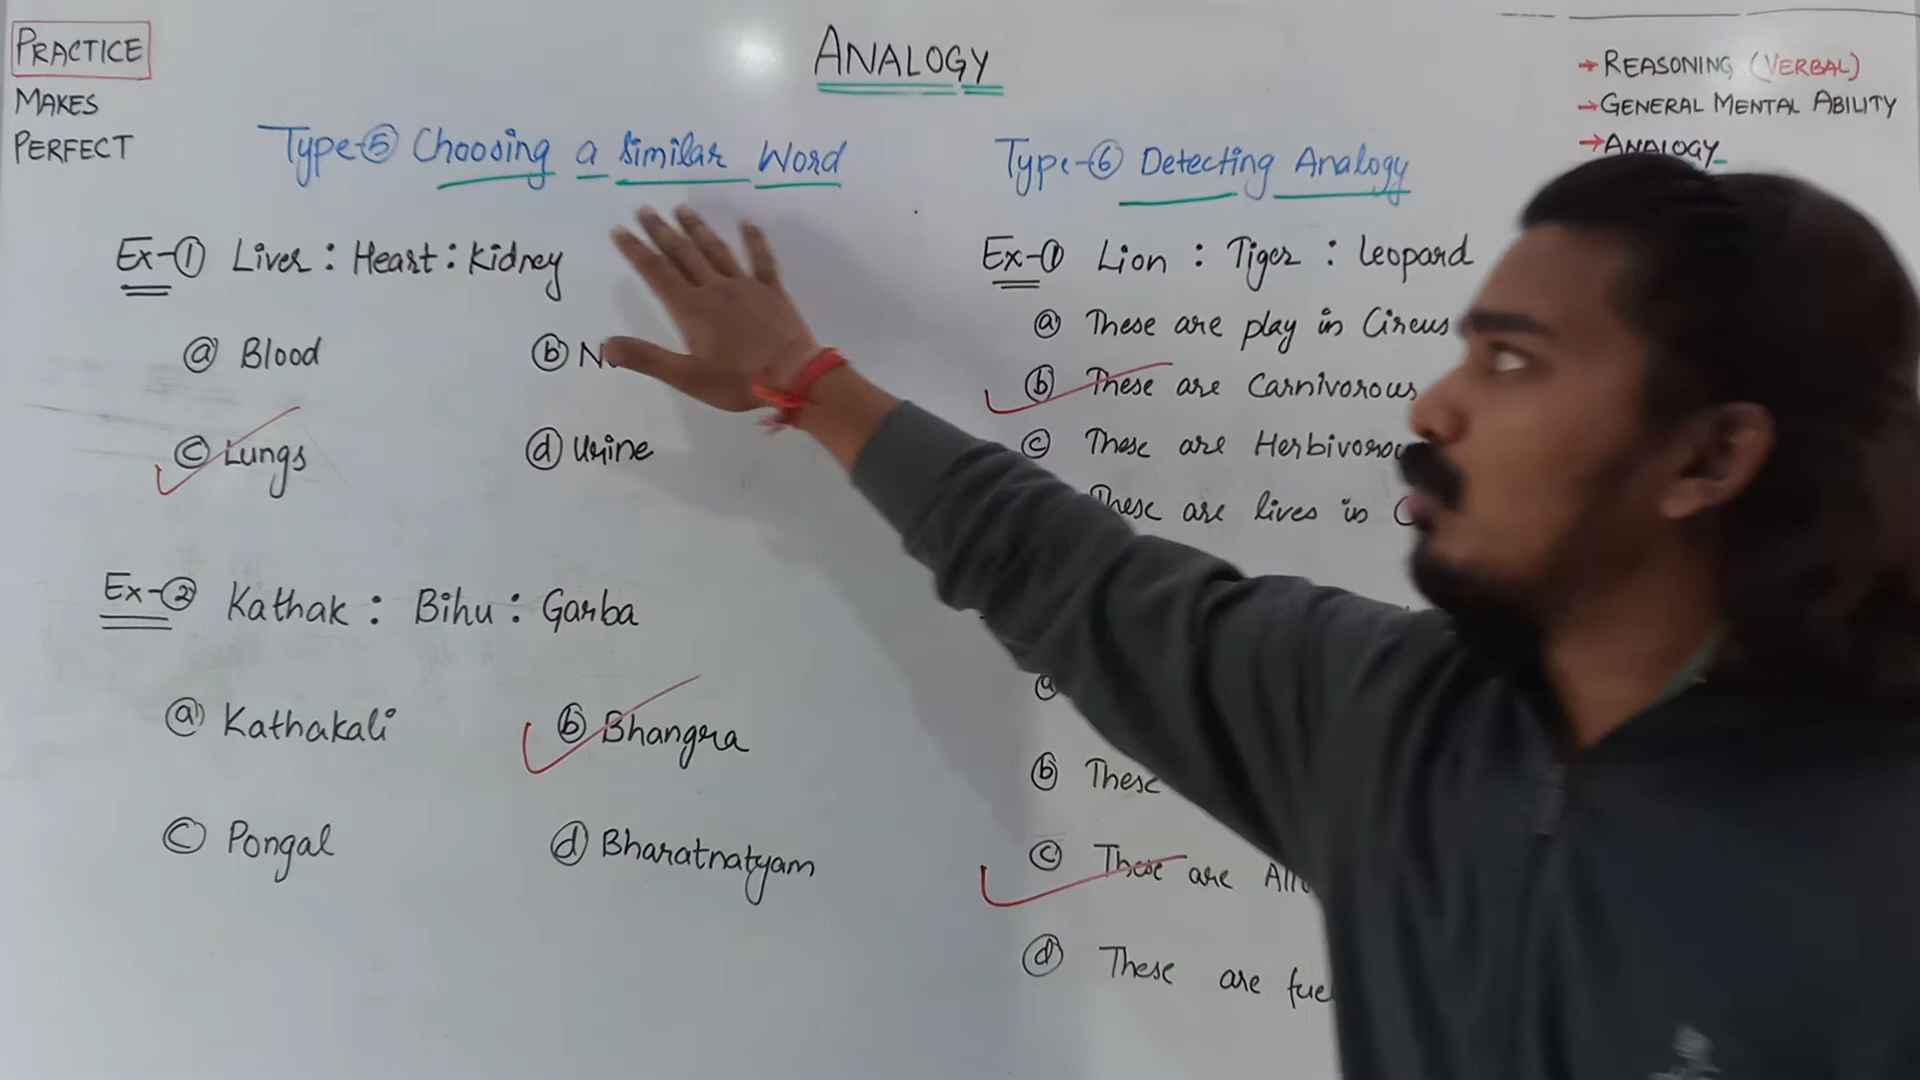 PRACTICE
MAKES
PERFECT
ANALOGY
→ REASONING (VERBAL)
→ GENERAL MENTAL ABILITY
→ ANALOGY
Type-⑤ Choosing a similar Word
Ex-① Liver : Heart : Kidney
ⓐ Blood
ⓑ
ⓒ Lungs
ⓓ Urine
Ex-② Kathak : Bihu : Garba
ⓐ Kathakali
ⓑ Bhangra
ⓒ Pongal
ⓓ Bharatnatyam
Type-⑥ Detecting Analogy
Ex-① Lion : Tiger : Leopard
ⓐ These are play in Circus
ⓑ These are Carnivorous
ⓒ These are
These are lives in
ⓐ
ⓑ These
ⓒ These are
ⓓ These are